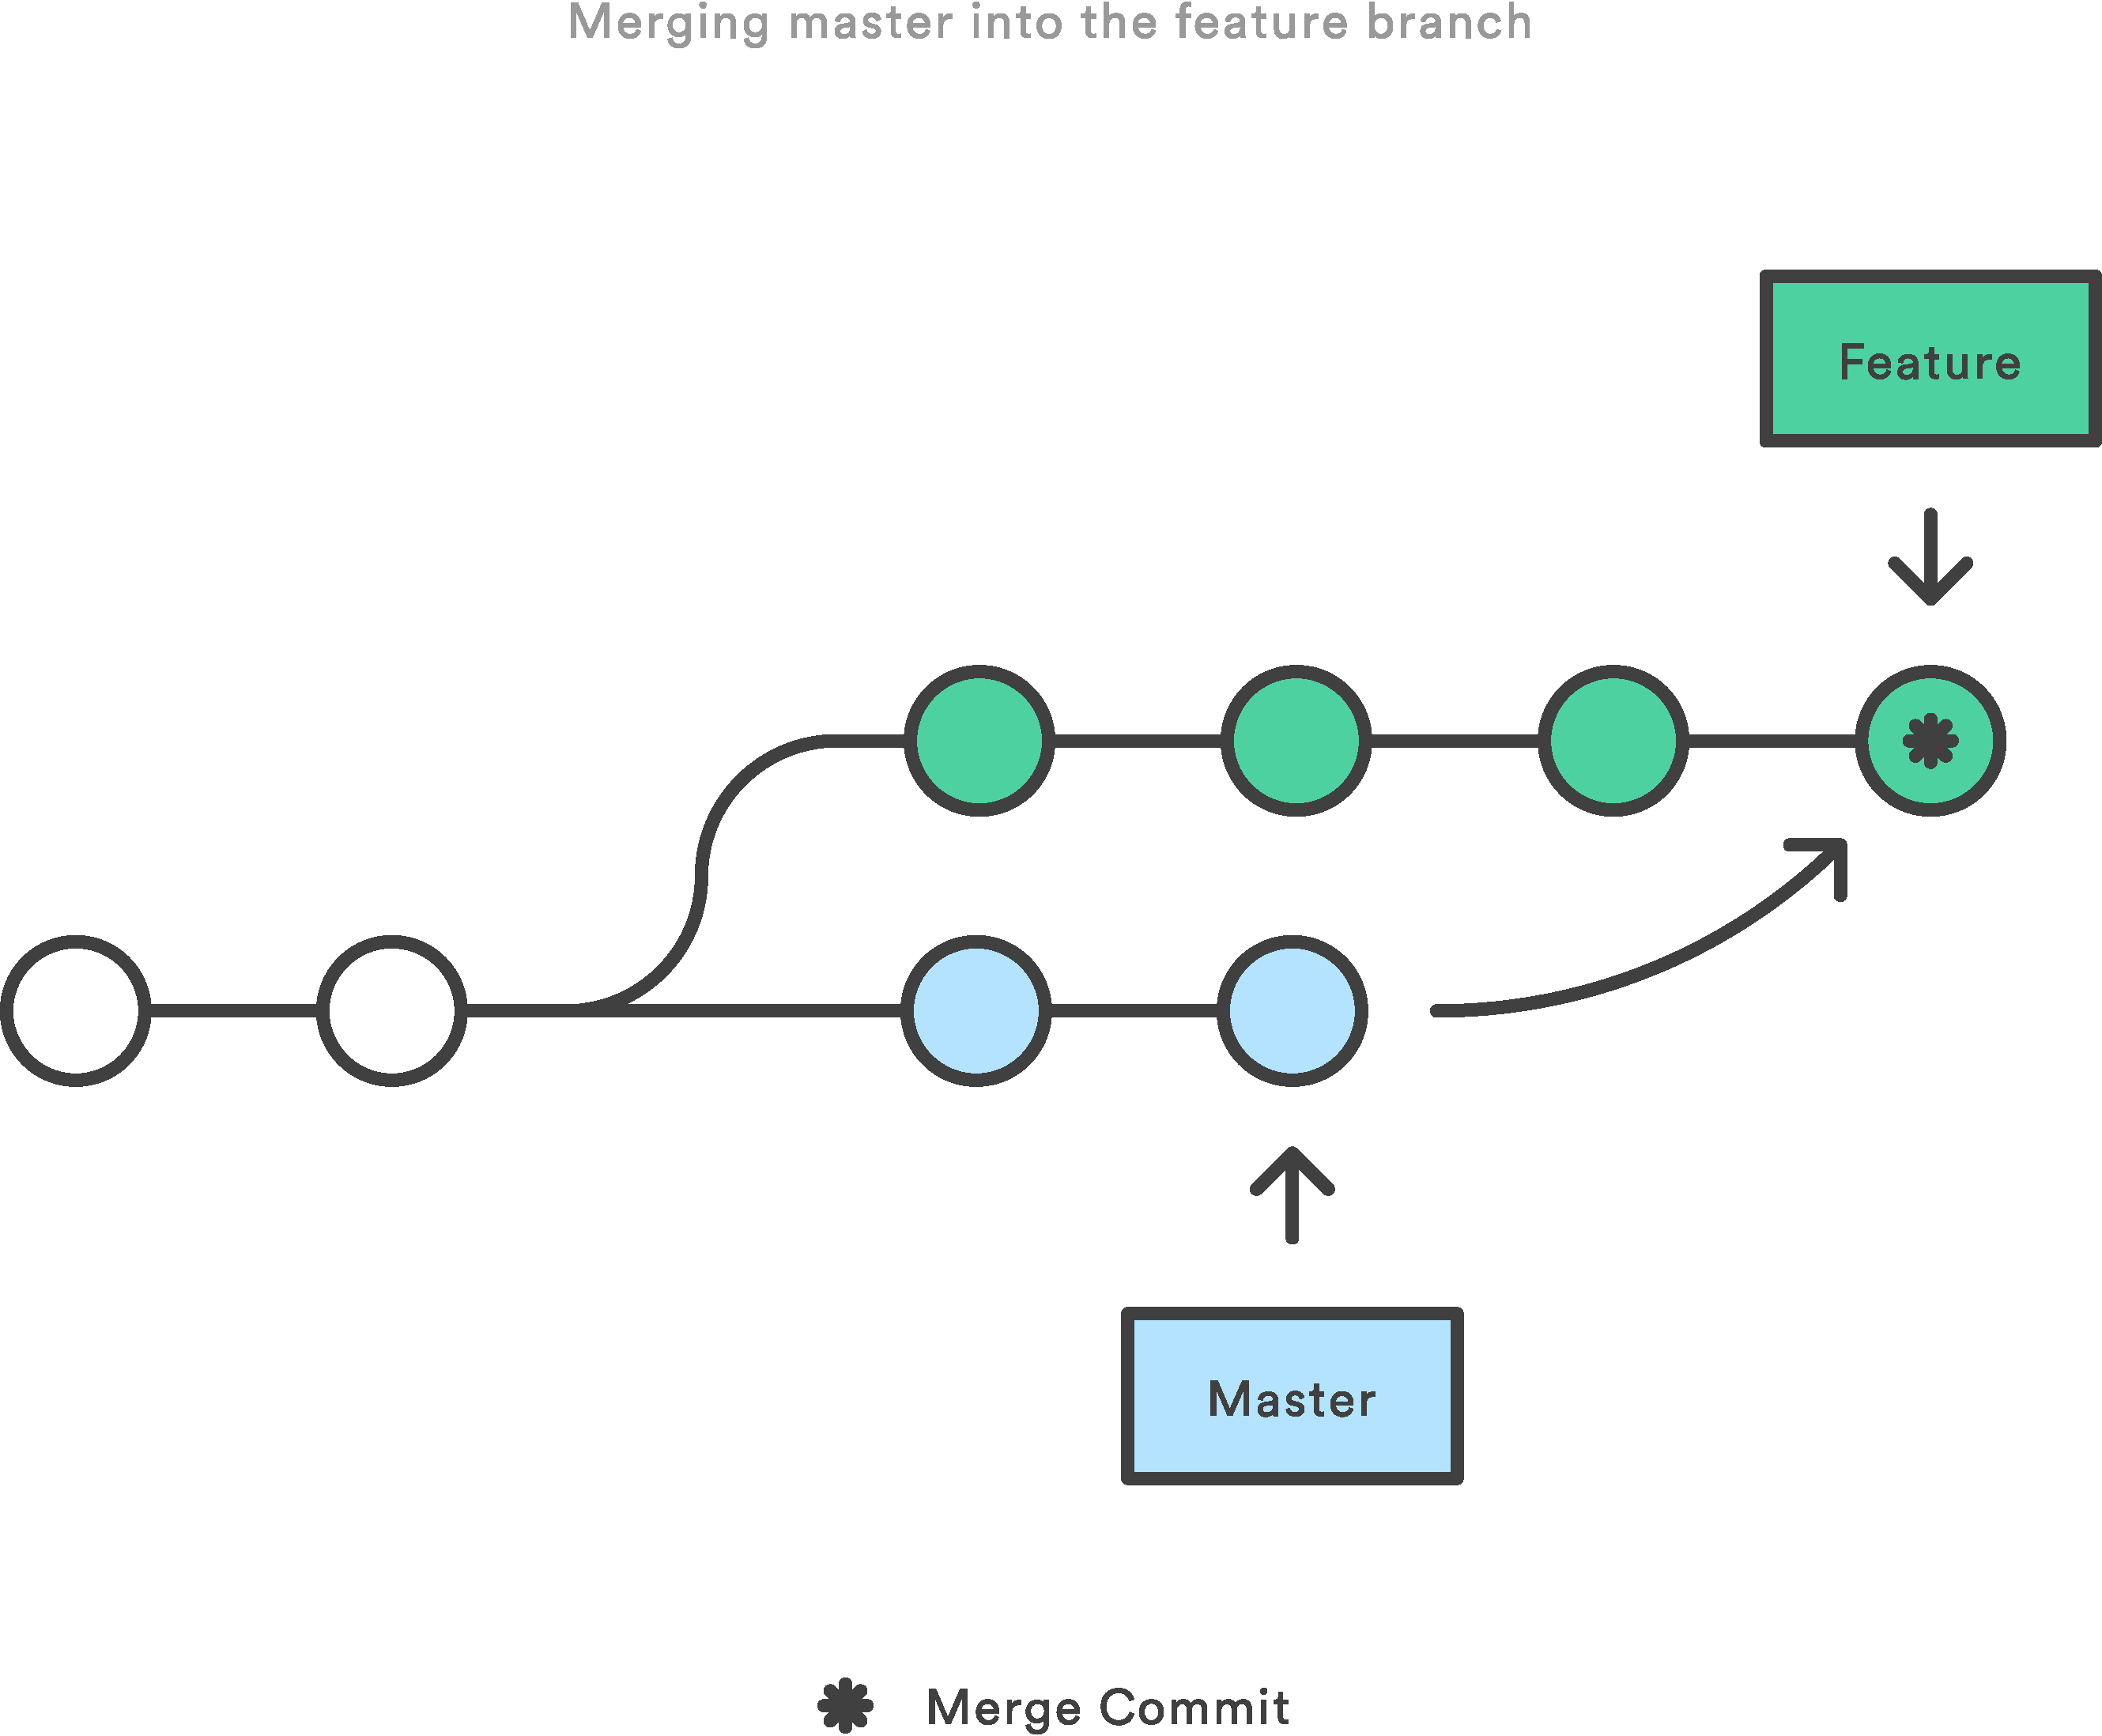 Merging master into the feature branch
Feature
Master
Merge Commit